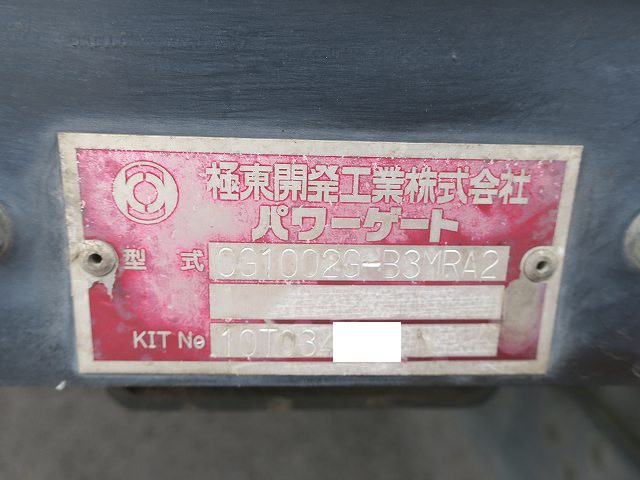 極東開発工業株式会社
パワーゲート
型式 CG1002G-B3MRA2
KIT No 10T034